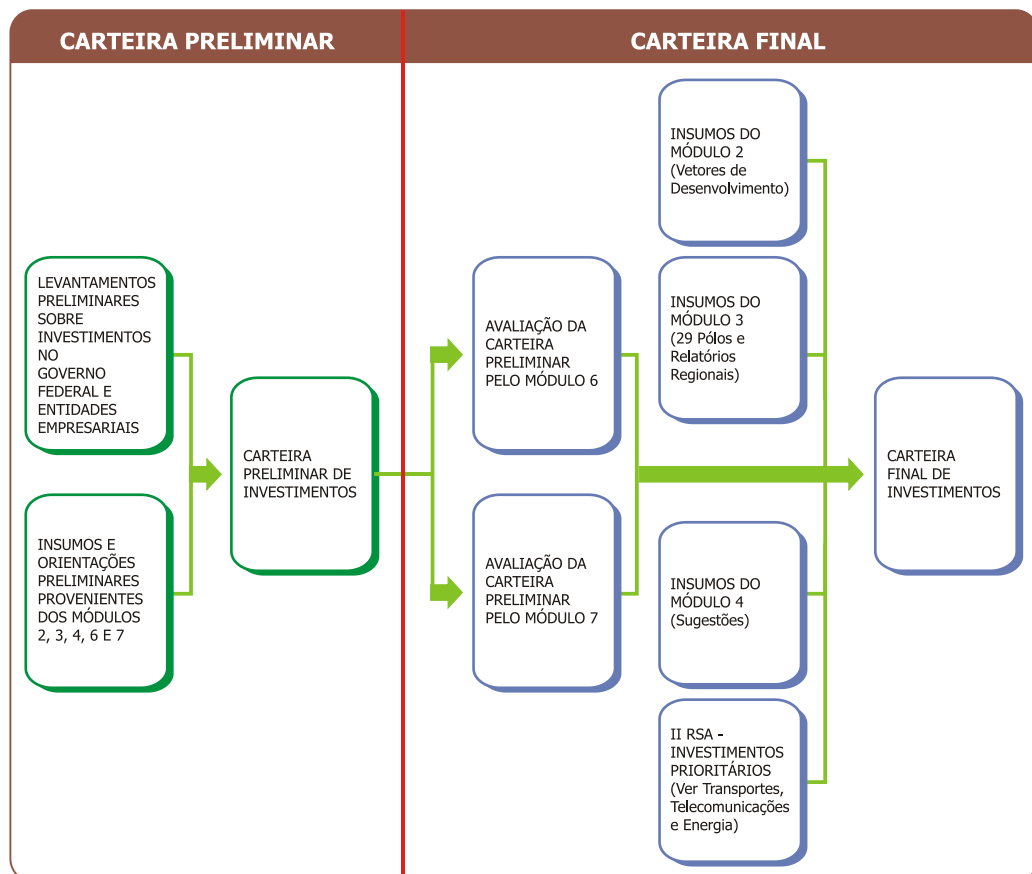 CARTEIRA PRELIMINAR
CARTEIRA FINAL
LEVANTAMENTOS
PRELIMINARES
SOBRE
INVESTIMENTOS
NO
GOVERNO
FEDERAL E
ENTIDADES
EMPRESARIAIS
INSUMOS E
ORIENTAÇÕES
PRELIMINARES
PROVENIENTES
DOS MÓDULOS
2, 3, 4, 6 E 7
CARTEIRA
PRELIMINAR DE
INVESTIMENTOS
AVALIAÇÃO DA
CARTEIRA
PRELIMINAR
PELO MÓDULO 6
AVALIAÇÃO DA
CARTEIRA
PRELIMINAR
PELO MÓDULO 7
INSUMOS DO
MÓDULO 2
(Vetores de
Desenvolvimento)
INSUMOS DO
MÓDULO 3
(29 Pólos e
Relatórios
Regionais)
INSUMOS DO
MÓDULO 4
(Sugestões)
II RSA -
INVESTIMENTOS
PRIORITÁRIOS
(Ver Transportes,
Telecomunicações
e Energia)
CARTEIRA
FINAL DE
INVESTIMENTOS